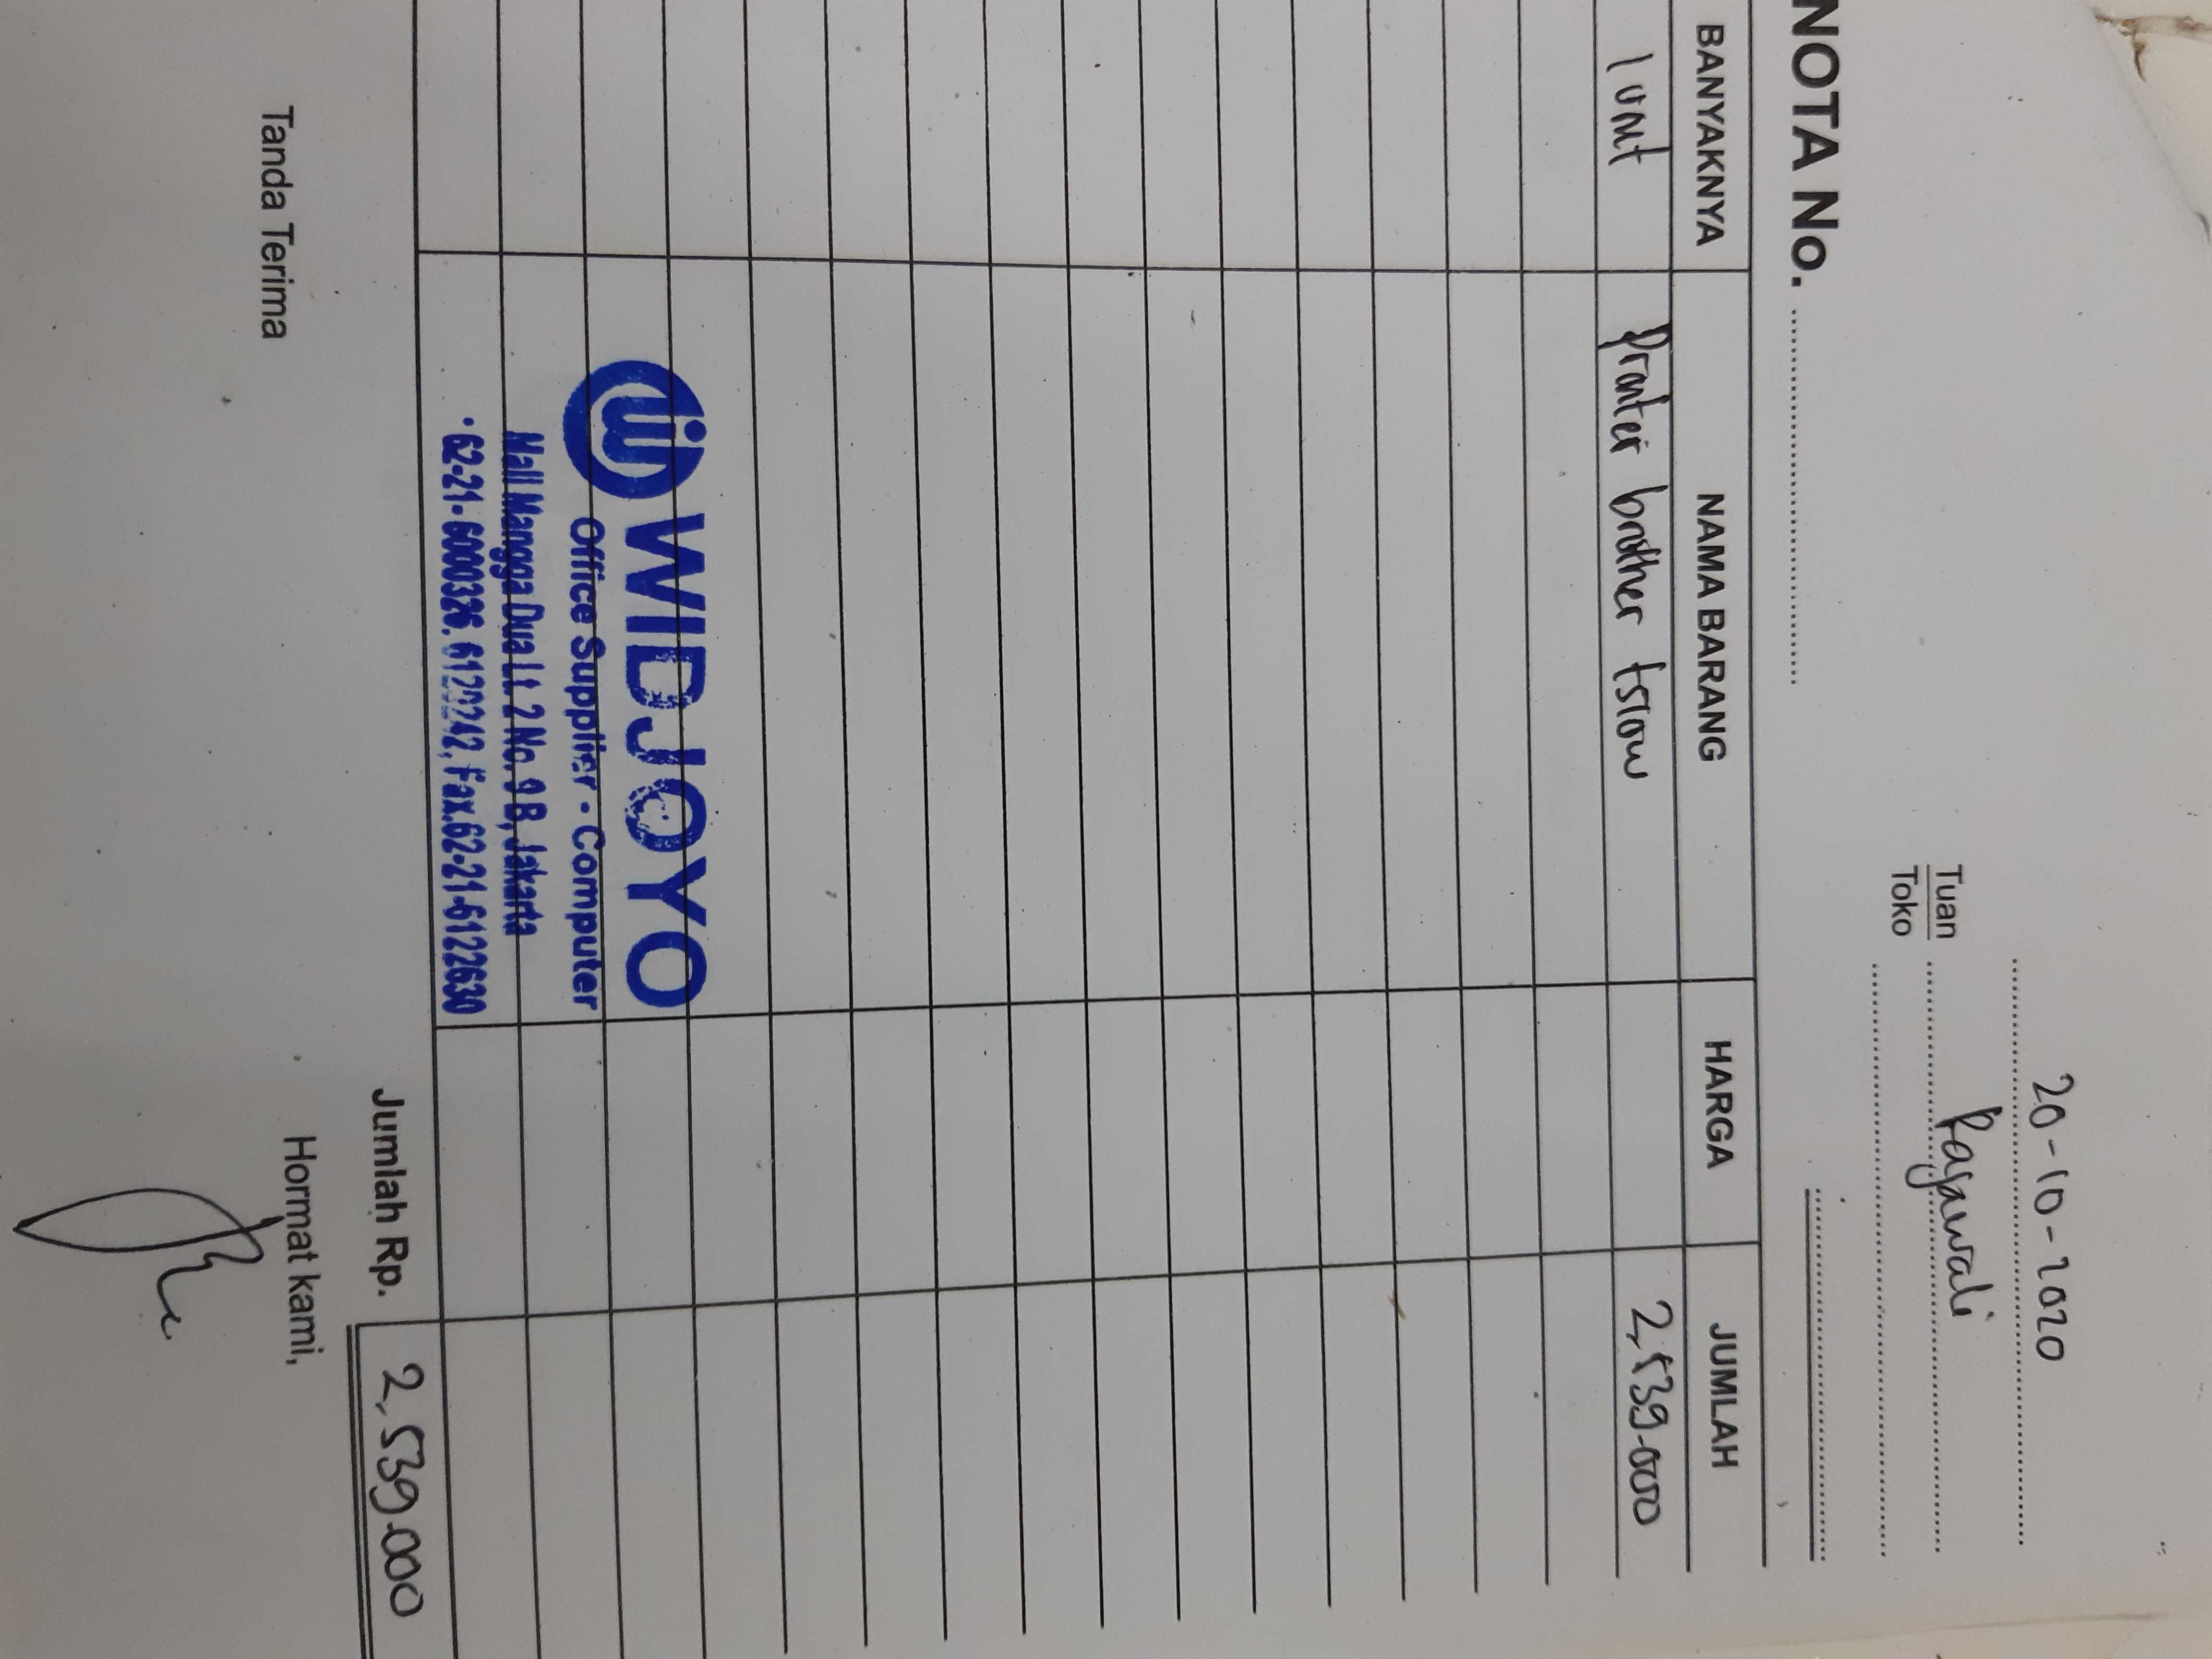 20-10-2020
Tuan Rajawali
Toko
NOTA No.
BANYAKNYA NAMA BARANG HARGA JUMLAH
1 unit Printer brother t510w 2,539.000
WIDJOYO
Office Supplier - Computer
Mall Mangga Dua Lt. 2 No. 9 B, Jakarta
62-21-6000326, Fax.62-21-6122630
Jumlah Rp. 2,539.000
Tanda Terima Hormat kami,